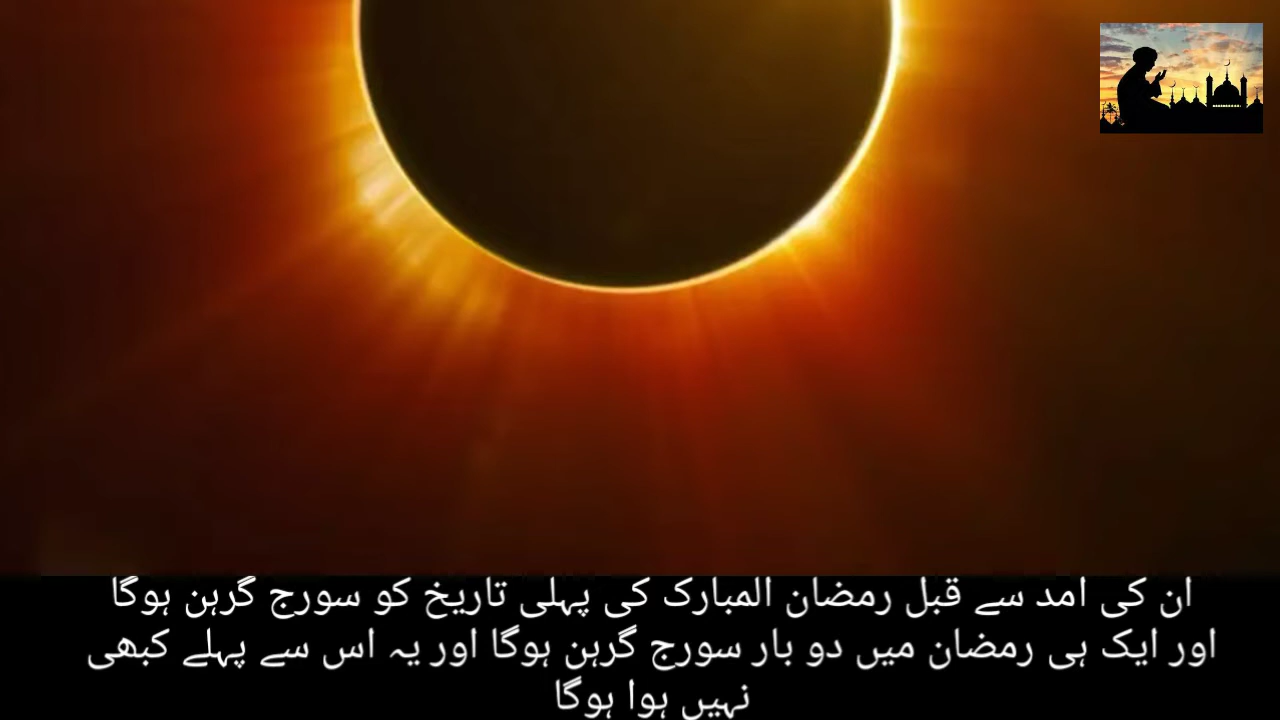 ان کی امد سے قبل رمضان المبارک کی پہلی تاریخ کو سورج گرہن ہوگا
اور ایک ہی رمضان میں دو بار سورج گرہن ہوگا اور یہ اس سے پہلے کبھی
نہیں ہوا ہوگا